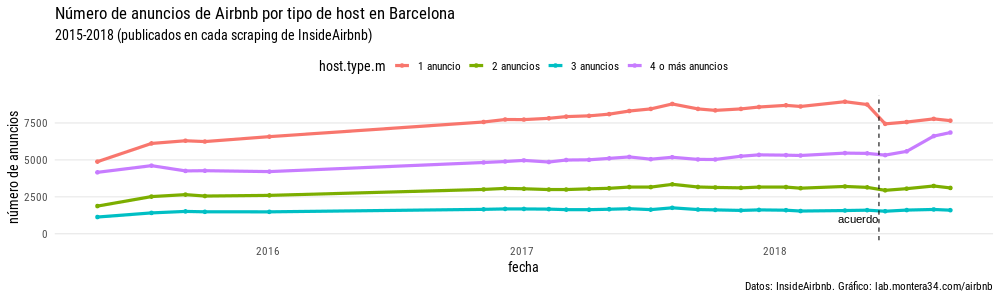 Número de anuncios de Airbnb por tipo de host en Barcelona
2015-2018 (publicados en cada scraping de InsideAirbnb)
host.type.m 1 anuncio 2 anuncios 3 anuncios 4 o más anuncios
número de anuncios
7500
5000
2500
0
acuerdo
2016 2017 2018
fecha
Datos: InsideAirbnb. Gráfico: lab.montera34.com/airbnb